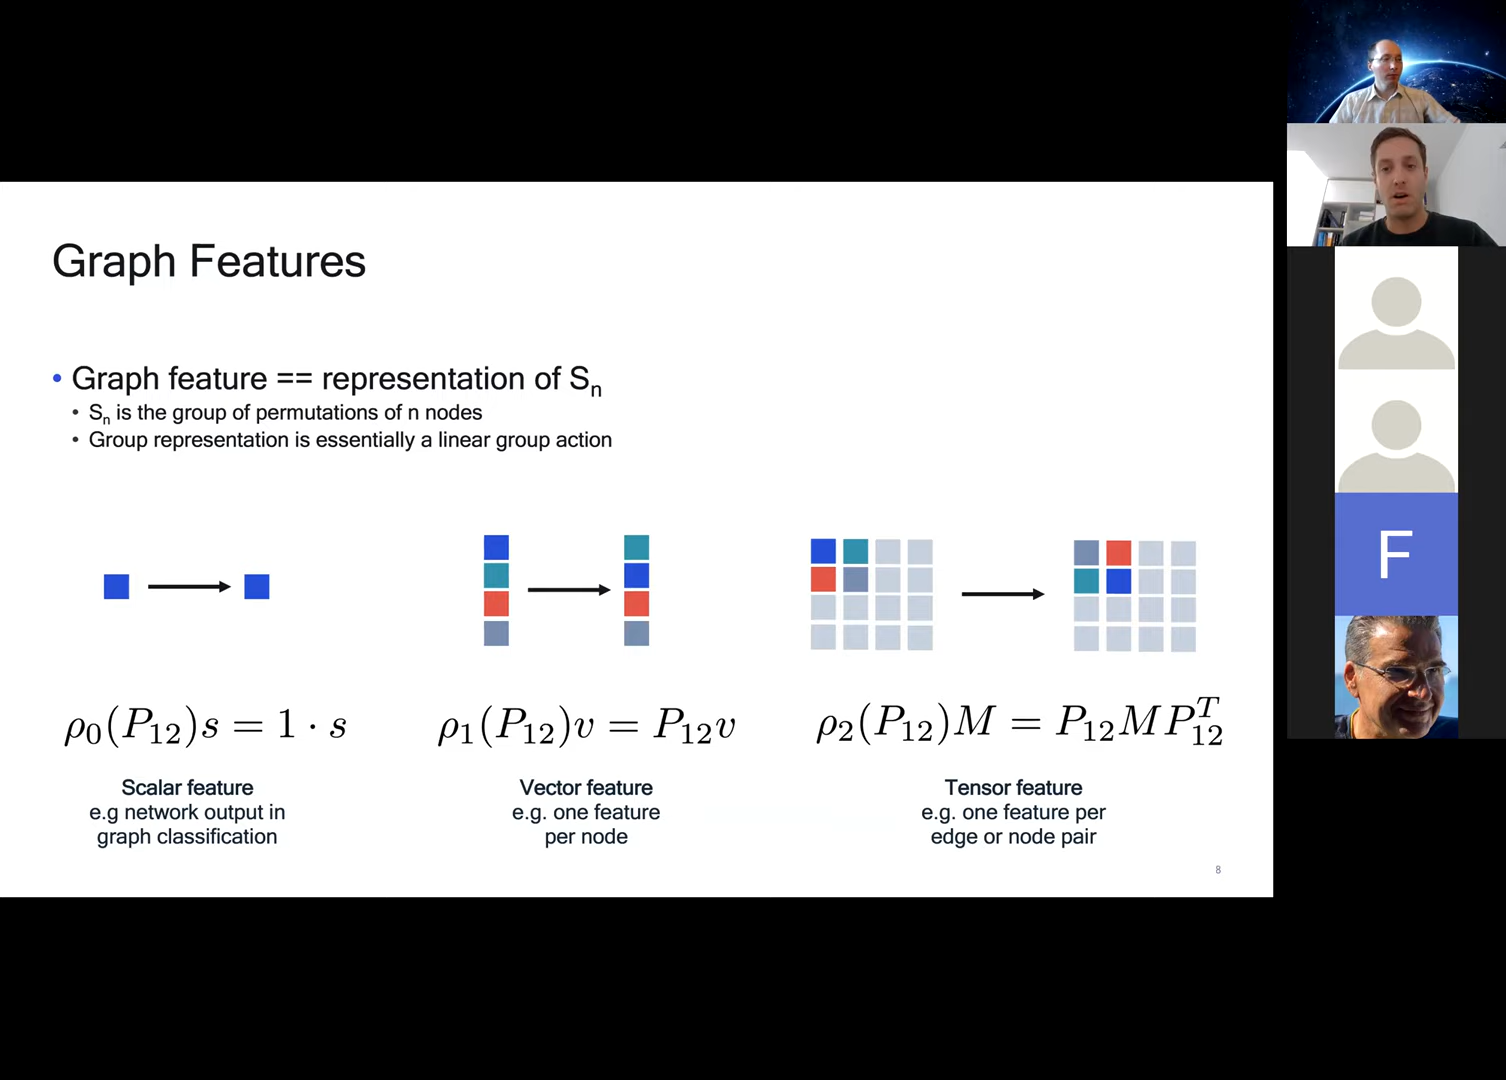 Graph Features
• Graph feature == representation of Sₙ
• Sₙ is the group of permutations of n nodes
• Group representation is essentially a linear group action
ρ₀(P₁₂)s = 1 · s
ρ₁(P₁₂)v = P₁₂v
ρ₂(P₁₂)M = P₁₂MP₁₂ᵀ
Scalar feature
e.g network output in
graph classification
Vector feature
e.g. one feature
per node
Tensor feature
e.g. one feature per
edge or node pair
8
F